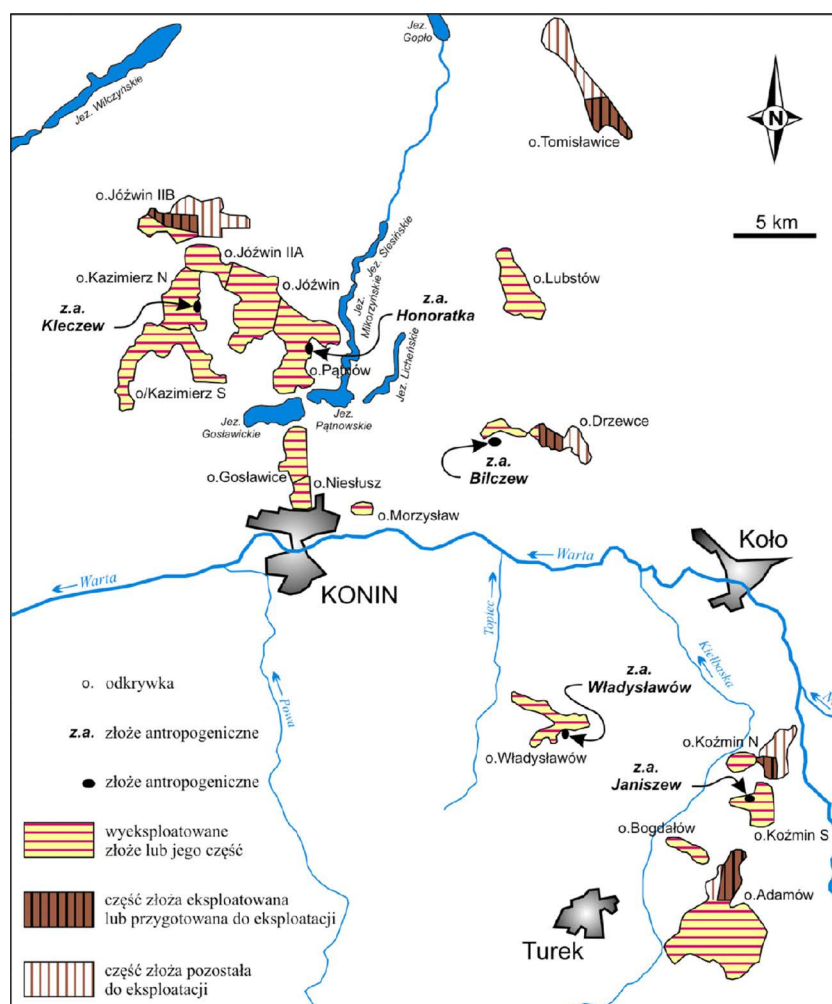 Jez.
Gopło
Jez. Wilczyńskie
o.Tomisławice
N
5 km
o.Jóźwin IIB
o.Jóźwin IIA
o.Kazimierz N
o.Jóźwin
z.a.
Kleczew
Jez. Ślesińskie
Jez.
Mikorzyńskie
z.a.
Honoratka
o.Lubstów
o.Pątnów
Jez. Licheńskie
o/Kazimierz S
Jez.
Gosławickie
Jez.
Pątnowskie
o.Drzewce
z.a.
Bilczew
o.Gosławice
o.Niesłusz
o.Morzysław
Koło
Warta
Warta
KONIN
Topiec
Kiełbaska
Powa
z.a.
Władysławów
o. odkrywka
z.a. złoże antropogeniczne
złoże antropogeniczne
o.Władysławów
o.Koźmin N
z.a.
Janiszew
o.Koźmin S
o.Bogdałów
o.Adamów
Turek
wyeksploatowane
złoże lub jego część
część złoża eksploatowana
lub przygotowana do eksploatacji
część złoża pozostała
do eksploatacji